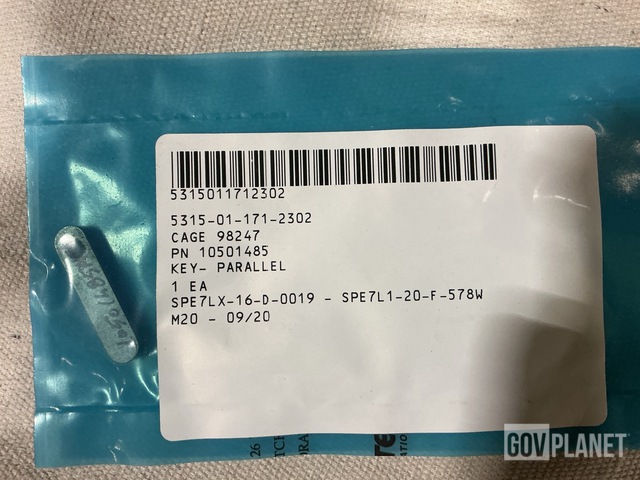 5315011712302
5315-01-171-2302
CAGE 98247
PN 10501485
KEY- PARALLEL
1 EA
SPE7LX-16-D-0019 - SPE7L1-20-F-578W
M20 - 09/20
GOVPLANET